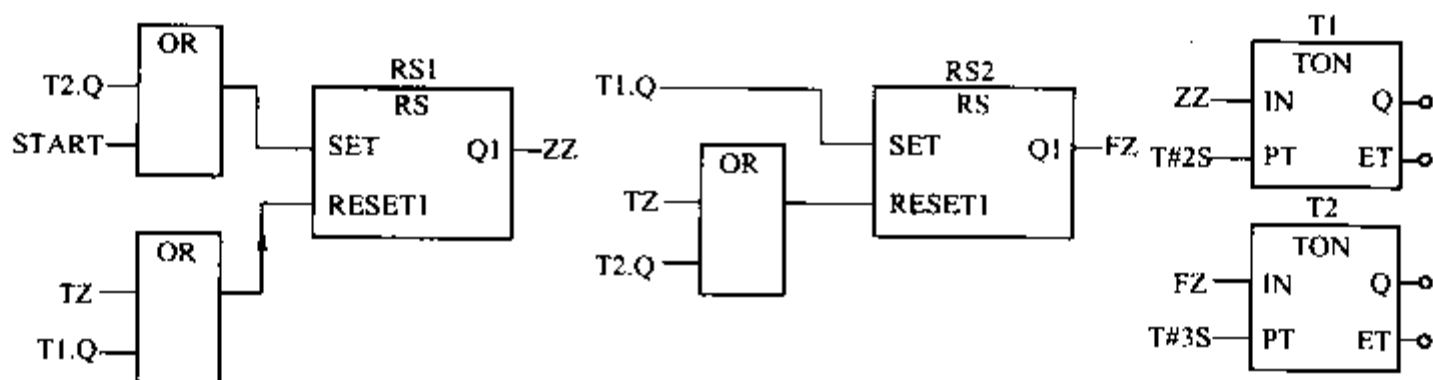 OR
T2.Q
START
RS1
RS
SET
Q1
ZZ
RESET1
OR
TZ
T1.Q
T1.Q
RS2
RS
SET
Q1
FZ
RESET1
OR
TZ
T2.Q
T1
TON
ZZ
IN
Q
T#2S
PT
ET
T2
TON
FZ
IN
Q
T#3S
PT
ET